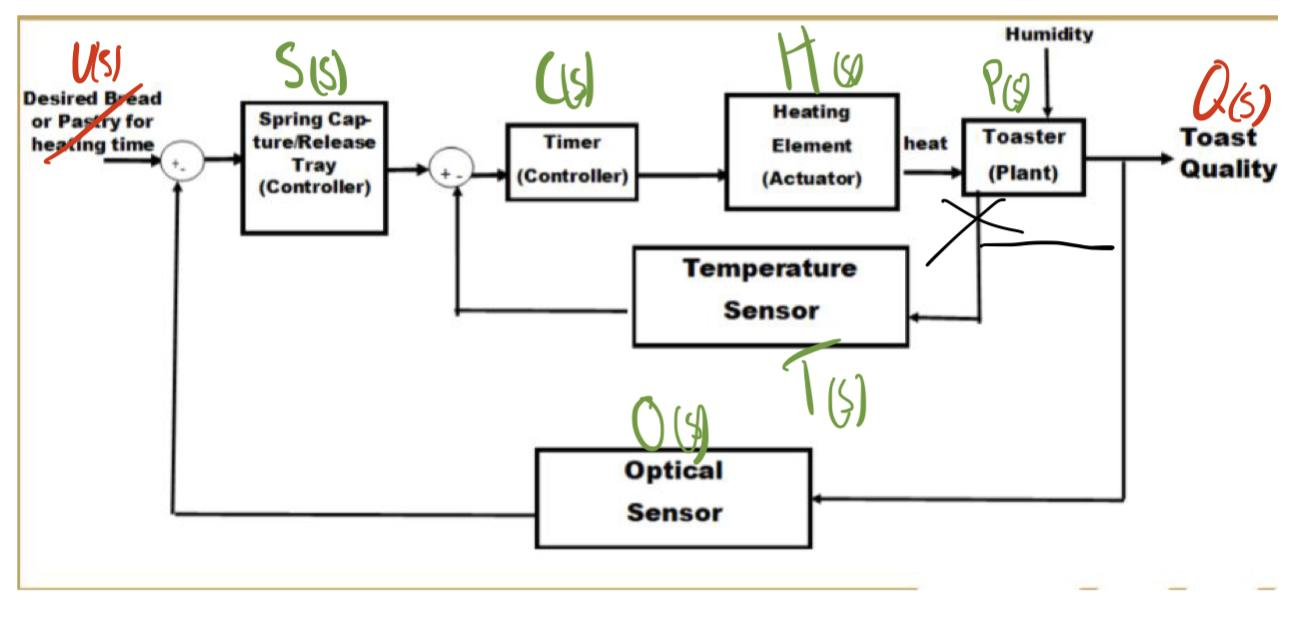 U(s)
Desired Bread
or Pastry for
heating time
+-
S(s)
Spring Cap-
ture/Release
Tray
(Controller)
+ -
C(s)
Timer
(Controller)
H(s)
Heating
Element
(Actuator)
heat
Humidity
P(s)
Toaster
(Plant)
Q(s)
Toast
Quality
Temperature
Sensor
T(s)
O(s)
Optical
Sensor